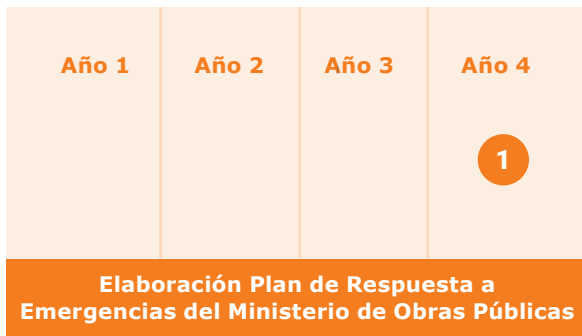 Año 1 Año 2 Año 3 Año 4
1
Elaboración Plan de Respuesta a
Emergencias del Ministerio de Obras Públicas